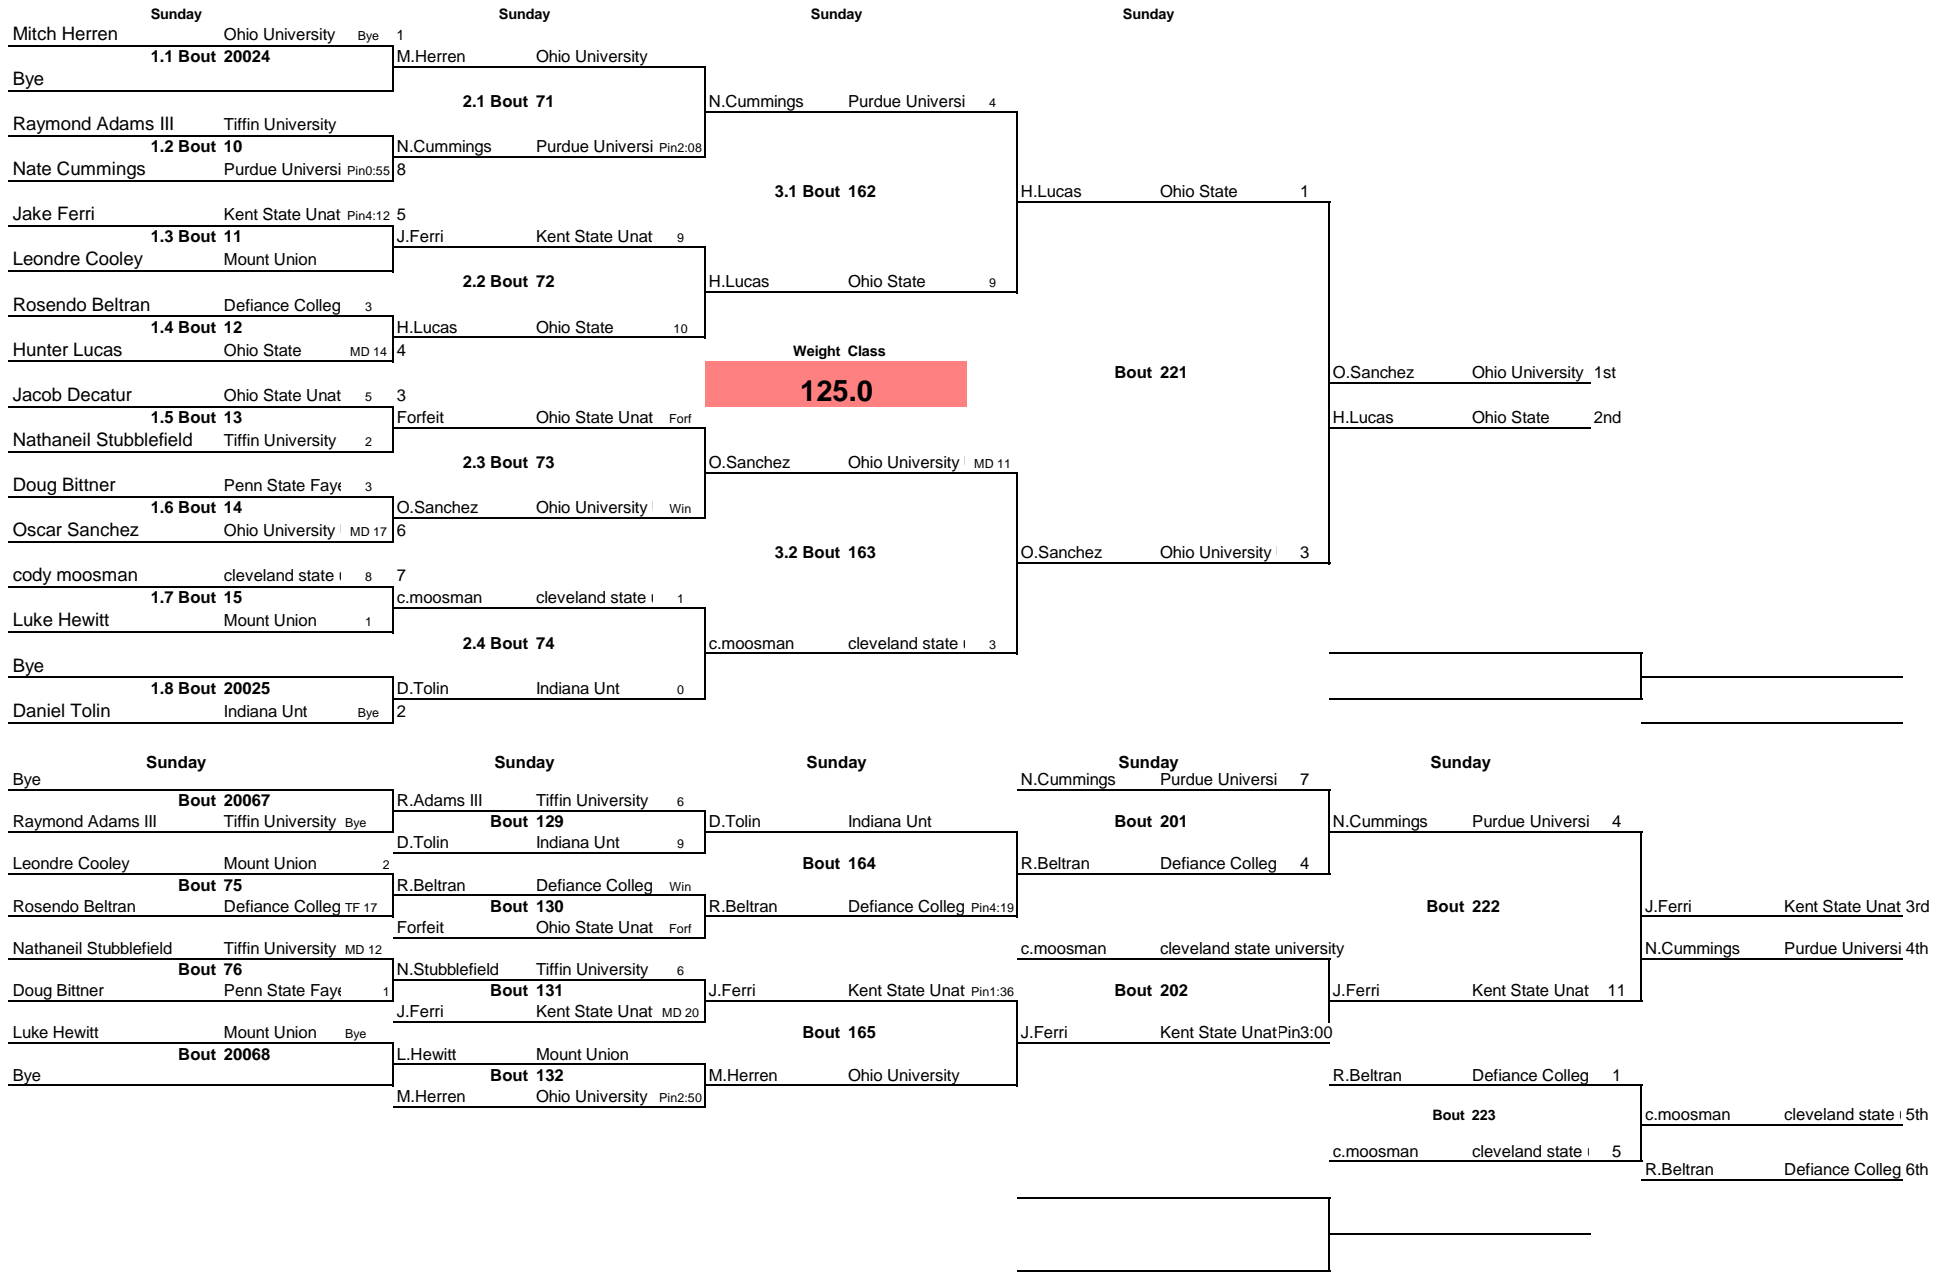 Sunday Sunday Sunday Sunday
Mitch Herren Ohio University Bye 1
1.1 Bout 20024 M.Herren Ohio University
Bye
2.1 Bout 71 N.Cummings Purdue Universi 4
Raymond Adams III Tiffin University
1.2 Bout 10 N.Cummings Purdue Universi Pin2:08
Nate Cummings Purdue Universi Pin0:55 8
3.1 Bout 162 H.Lucas Ohio State 1
Jake Ferri Kent State Unat Pin4:12 5
1.3 Bout 11 J.Ferri Kent State Unat 9
Leondre Cooley Mount Union
2.2 Bout 72 H.Lucas Ohio State 9
Rosendo Beltran Defiance Colleg 3
1.4 Bout 12 H.Lucas Ohio State 10
Hunter Lucas Ohio State MD 14 4 Weight Class
Bout 221 O.Sanchez Ohio University 1st
Jacob Decatur Ohio State Unat 5 3 125.0
1.5 Bout 13 Forfeit Ohio State Unat Forf H.Lucas Ohio State 2nd
Nathaneil Stubblefield Tiffin University 2
2.3 Bout 73 O.Sanchez Ohio University MD 11
Doug Bittner Penn State Faye 3
1.6 Bout 14 O.Sanchez Ohio University Win
Oscar Sanchez Ohio University MD 17 6
3.2 Bout 163 O.Sanchez Ohio University 3
cody moosman cleveland state 8 7
1.7 Bout 15 c.moosman cleveland state 1
Luke Hewitt Mount Union 1
2.4 Bout 74 c.moosman cleveland state 3
Bye
1.8 Bout 20025 D.Tolin Indiana Unt 0
Daniel Tolin Indiana Unt Bye 2
Sunday Sunday Sunday Sunday Sunday
Bye N.Cummings Purdue Universi 7
Bout 20067 R.Adams III Tiffin University 6
Raymond Adams III Tiffin University Bye Bout 129 D.Tolin Indiana Unt Bout 201 N.Cummings Purdue Universi 4
D.Tolin Indiana Unt 9
Leondre Cooley Mount Union 2 Bout 164 R.Beltran Defiance Colleg 4
Bout 75 R.Beltran Defiance Colleg Win
Rosendo Beltran Defiance Colleg TF 17 Bout 130 R.Beltran Defiance Colleg Pin4:19 Bout 222 J.Ferri Kent State Unat 3rd
Forfeit Ohio State Unat Forf
Nathaneil Stubblefield Tiffin University MD 12 c.moosman cleveland state university N.Cummings Purdue Universi 4th
Bout 76 N.Stubblefield Tiffin University 6
Doug Bittner Penn State Faye 1 Bout 131 J.Ferri Kent State Unat Pin1:36 Bout 202 J.Ferri Kent State Unat 11
J.Ferri Kent State Unat MD 20
Luke Hewitt Mount Union Bye Bout 165 J.Ferri Kent State Unat Pin3:00
Bout 20068 L.Hewitt Mount Union
Bye Bout 132 M.Herren Ohio University R.Beltran Defiance Colleg 1
M.Herren Ohio University Pin2:50
Bout 223 c.moosman cleveland state 5th
c.moosman cleveland state 5
R.Beltran Defiance Colleg 6th